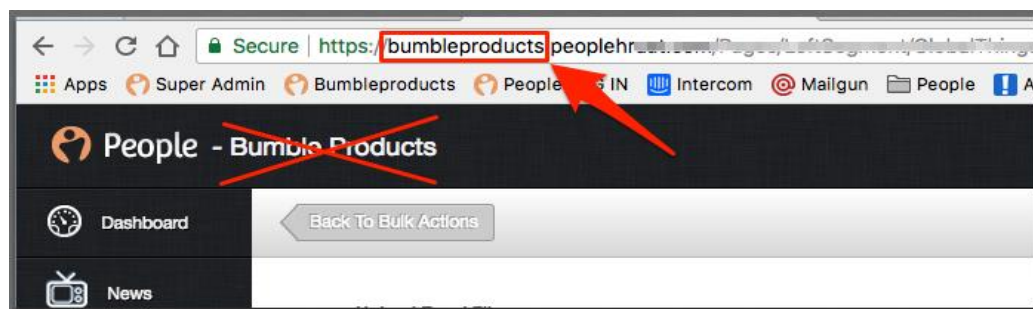 Secure | https://bumbleproducts.peoplehr
Apps Super Admin Bumbleproducts People IN Intercom Mailgun People
People - Bumble Products
Dashboard Back To Bulk Actions
News